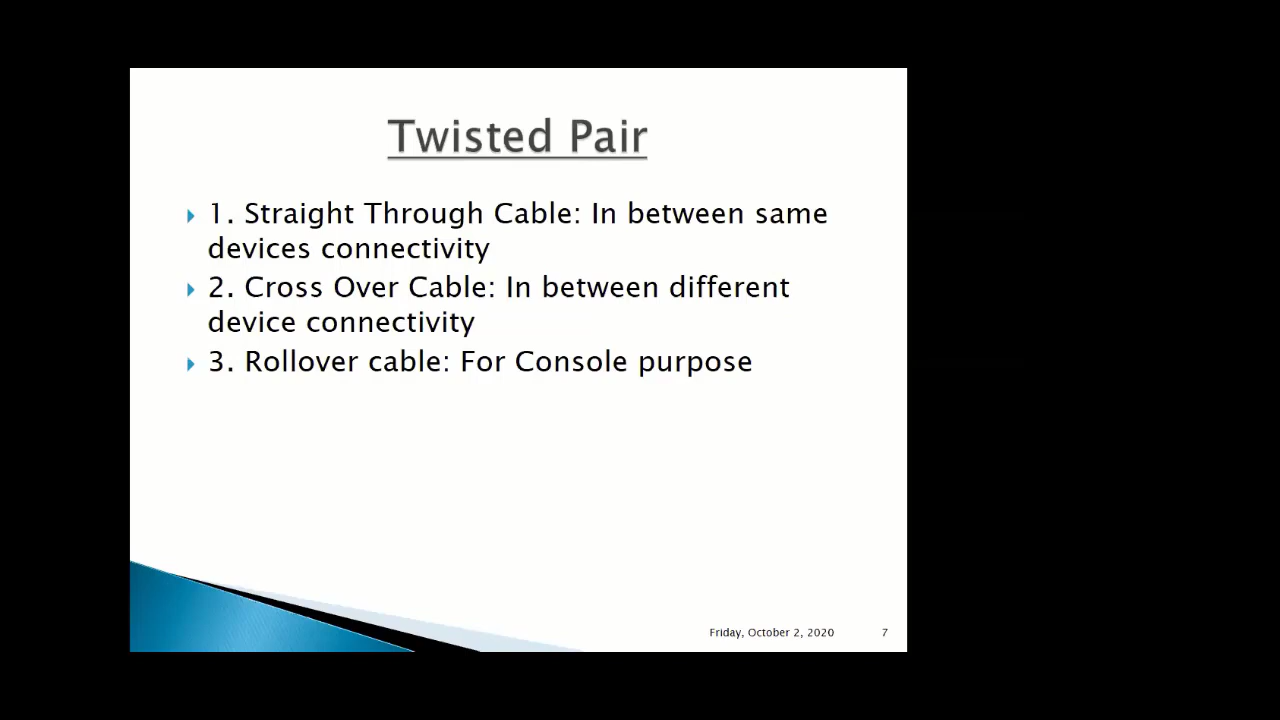 Twisted Pair
1. Straight Through Cable: In between same
devices connectivity
2. Cross Over Cable: In between different
device connectivity
3. Rollover cable: For Console purpose
Friday, October 2, 2020 7